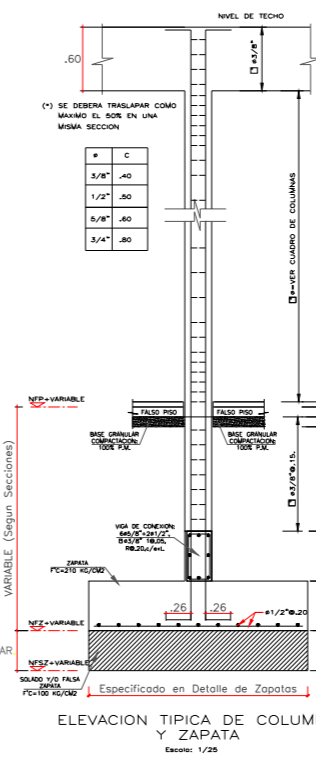 NIVEL DE TECHO
.60
□ ø3/8"
(*) SE DEBERA TRASLAPAR COMO
MAXIMO EL 50% EN UNA
MISMA SECCION
ø C
3/8" .40
1/2" .50
5/8" .60
3/4" .80
□ ø=VER CUADRO DE COLUMNAS
NFP+VARIABLE
FALSO PISO
FALSO PISO
BASE GRANULAR
COMPACTACION:
100% P.M.
BASE GRANULAR
COMPACTACION:
100% P.M.
□ ø3/8"@.15.
VARIABLE (Segun Secciones)
VIGA DE CONEXION:
6ø5/8"+2ø1/2",
□ø3/8" 1@.05,
R@.20,c/ext.
ZAPATA
F'C=210 KG/CM2
.26
.26
ø1/2"@.20
NFZ+VARIABLE
AR.
NFSZ+VARIABLE
SOLADO Y/O FALSA
ZAPATA
F'C=100 KG/CM2
Especificado en Detalle de Zapatas
ELEVACION TIPICA DE COLUM
Y ZAPATA
Escala: 1/25